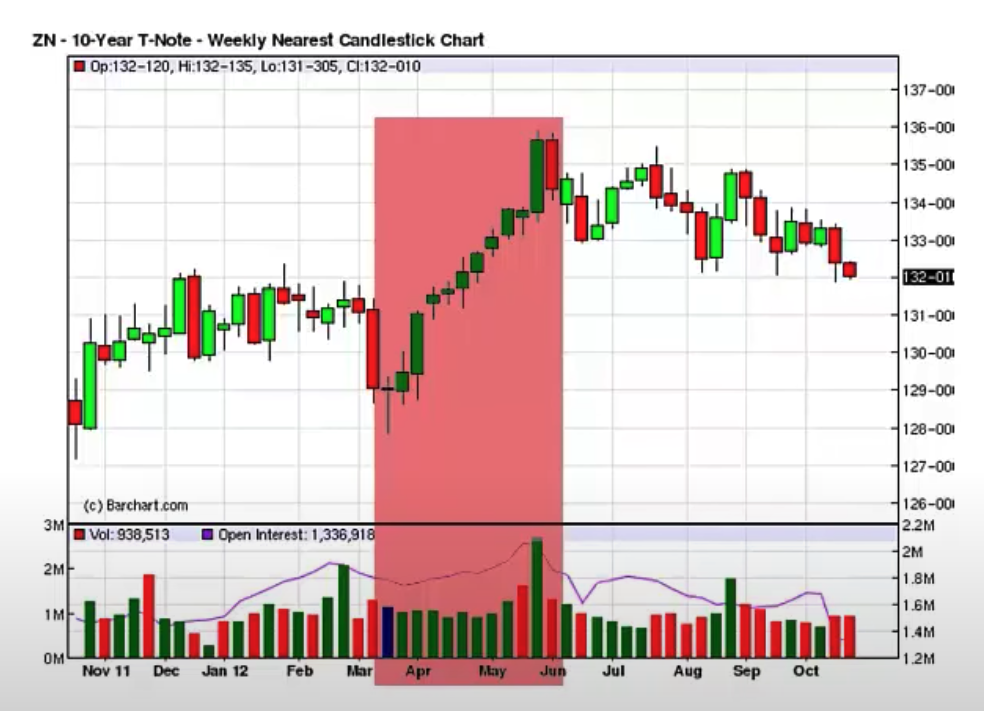 ZN - 10-Year T-Note - Weekly Nearest Candlestick Chart
Op:132-120, Hi:132-135, Lo:131-305, Cl:132-010
137-00
136-00
135-00
134-00
133-00
132-01
131-00
130-00
129-00
128-00
127-00
126-00
(c) Barchart.com
3M
2.2M
Vol: 938,513 Open Interest: 1,336,918
2M
2M
1.8M
1M
1.6M
1.4M
0M
1.2M
Nov 11 Dec Jan 12 Feb Mar Apr May Jun Jul Aug Sep Oct